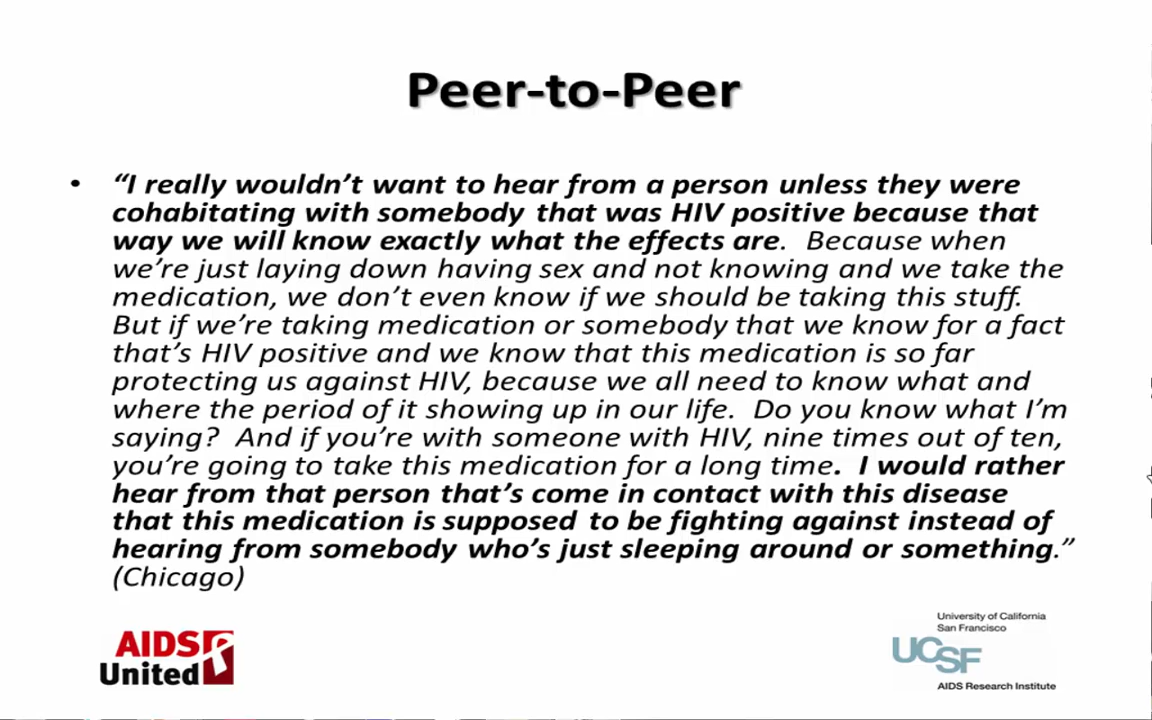 Peer-to-Peer
• “I really wouldn’t want to hear from a person unless they were
cohabitating with somebody that was HIV positive because that
way we will know exactly what the effects are. Because when
we’re just laying down having sex and not knowing and we take the
medication, we don’t even know if we should be taking this stuff.
But if we’re taking medication or somebody that we know for a fact
that’s HIV positive and we know that this medication is so far
protecting us against HIV, because we all need to know what and
where the period of it showing up in our life. Do you know what I’m
saying? And if you’re with someone with HIV, nine times out of ten,
you’re going to take this medication for a long time. I would rather
hear from that person that’s come in contact with this disease
that this medication is supposed to be fighting against instead of
hearing from somebody who’s just sleeping around or something.”
(Chicago)
AIDS
United
University of California
San Francisco
UCSF
AIDS Research Institute